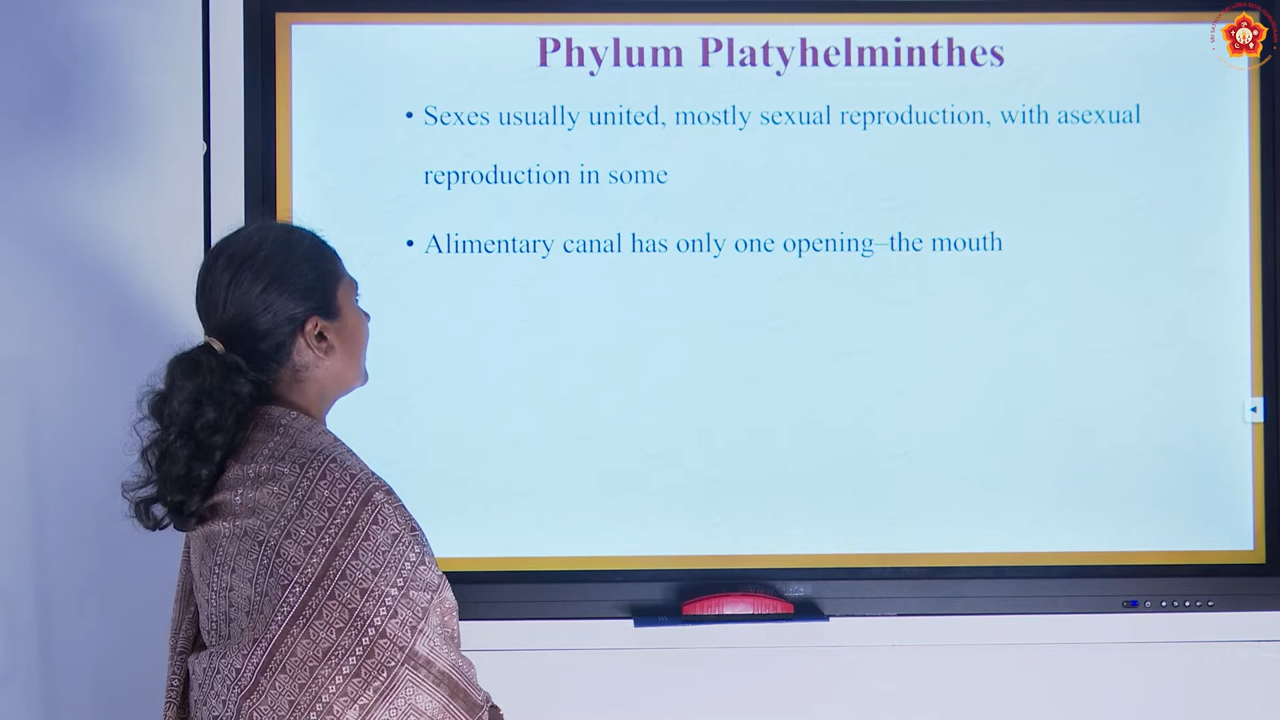 Phylum Platyhelminthes
• Sexes usually united, mostly sexual reproduction, with asexual
reproduction in some
• Alimentary canal has only one opening–the mouth